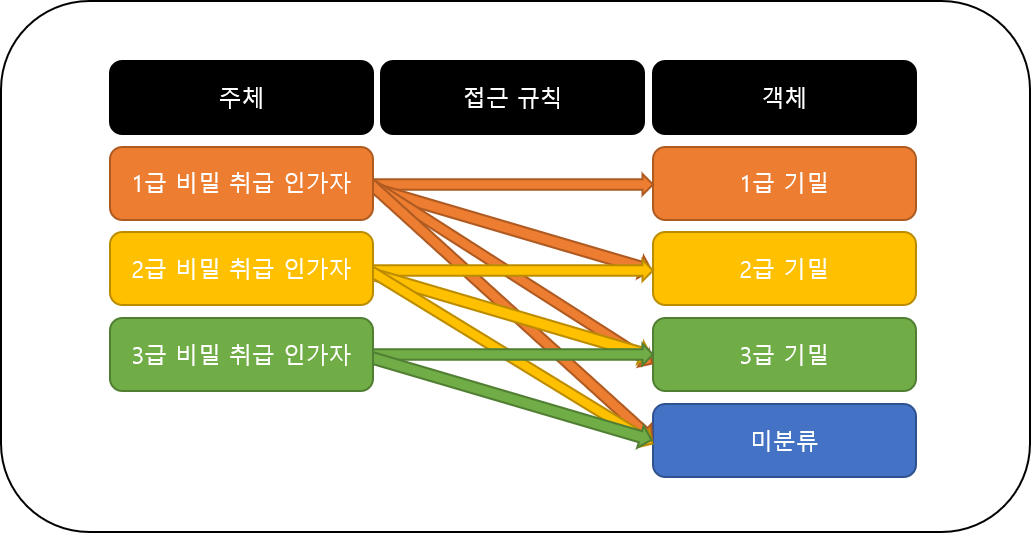 주체
접근 규칙
객체
1급 비밀 취급 인가자
1급 기밀
2급 비밀 취급 인가자
2급 기밀
3급 비밀 취급 인가자
3급 기밀
미분류